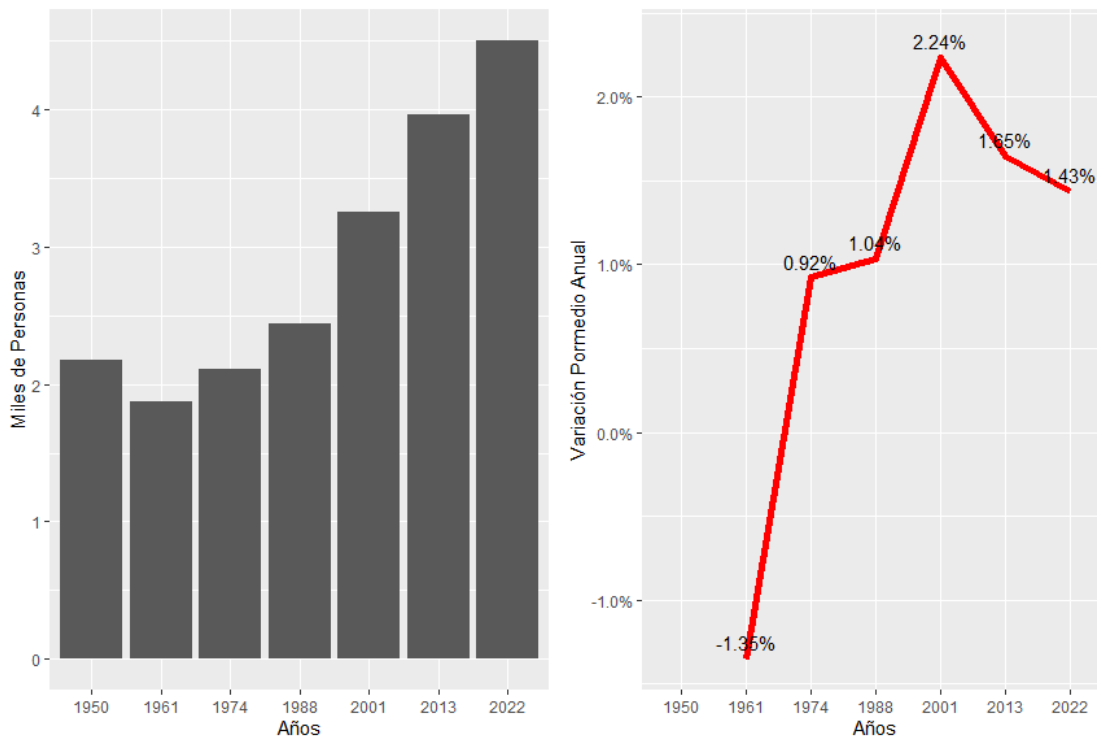 Miles de Personas
4
3
2
1
0
1950 1961 1974 1988 2001 2013 2022
Años
Variación Pormedio Anual
2.0%
1.0%
0.0%
-1.0%
2.24%
1.65%
1.43%
1.04%
0.92%
-1.35%
1950 1961 1974 1988 2001 2013 2022
Años